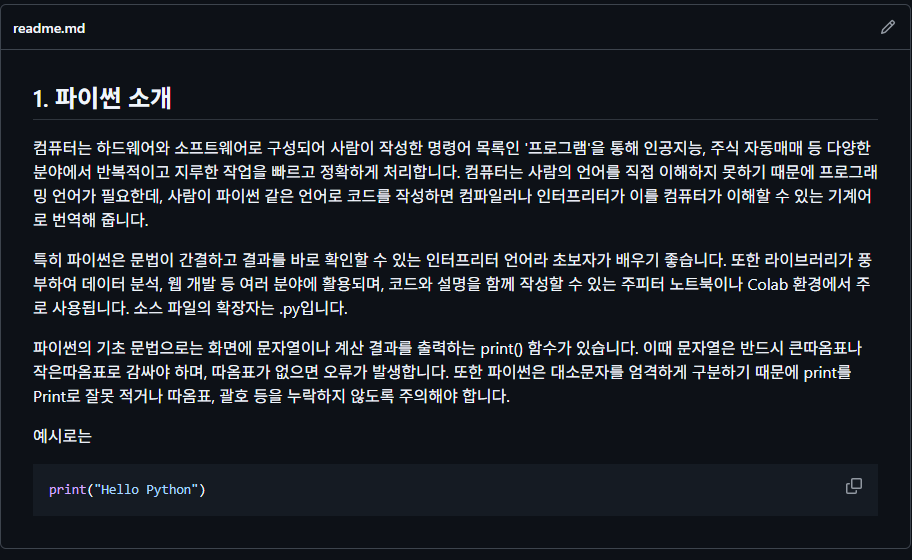 readme.md
1. 파이썬 소개
컴퓨터는 하드웨어와 소프트웨어로 구성되어 사람이 작성한 명령어 목록인 '프로그램'을 통해 인공지능, 주식 자동매매 등 다양한
분야에서 반복적이고 지루한 작업을 빠르고 정확하게 처리합니다. 컴퓨터는 사람의 언어를 직접 이해하지 못하기 때문에 프로그래
밍 언어가 필요한데, 사람이 파이썬 같은 언어로 코드를 작성하면 컴파일러나 인터프리터가 이를 컴퓨터가 이해할 수 있는 기계어
로 번역해 줍니다.
특히 파이썬은 문법이 간결하고 결과를 바로 확인할 수 있는 인터프리터 언어라 초보자가 배우기 좋습니다. 또한 라이브러리가 풍
부하여 데이터 분석, 웹 개발 등 여러 분야에 활용되며, 코드와 설명을 함께 작성할 수 있는 주피터 노트북이나 Colab 환경에서 주
로 사용됩니다. 소스 파일의 확장자는 .py입니다.
파이썬의 기초 문법으로는 화면에 문자열이나 계산 결과를 출력하는 print() 함수가 있습니다. 이때 문자열은 반드시 큰따옴표나
작은따옴표로 감싸야 하며, 따옴표가 없으면 오류가 발생합니다. 또한 파이썬은 대소문자를 엄격하게 구분하기 때문에 print를
Print로 잘못 적거나 따옴표, 괄호 등을 누락하지 않도록 주의해야 합니다.
예시로는
print("Hello Python")